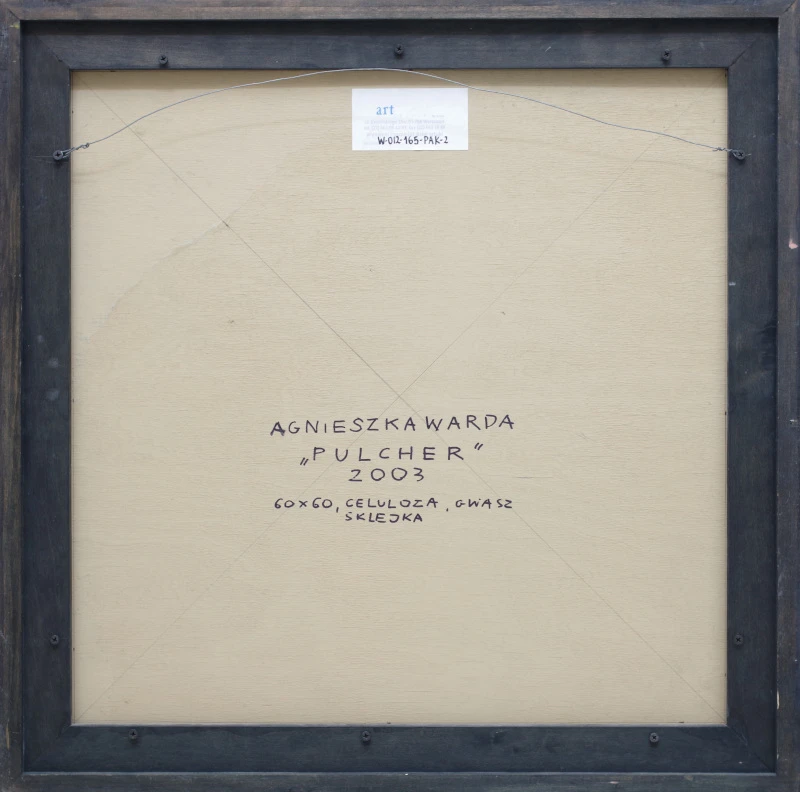 art
W-012-165-PAK-2
AGNIESZKA WARDA
„PULCHER”
2003
60x60, CELULOZA, GWASZ
SKLEJKA